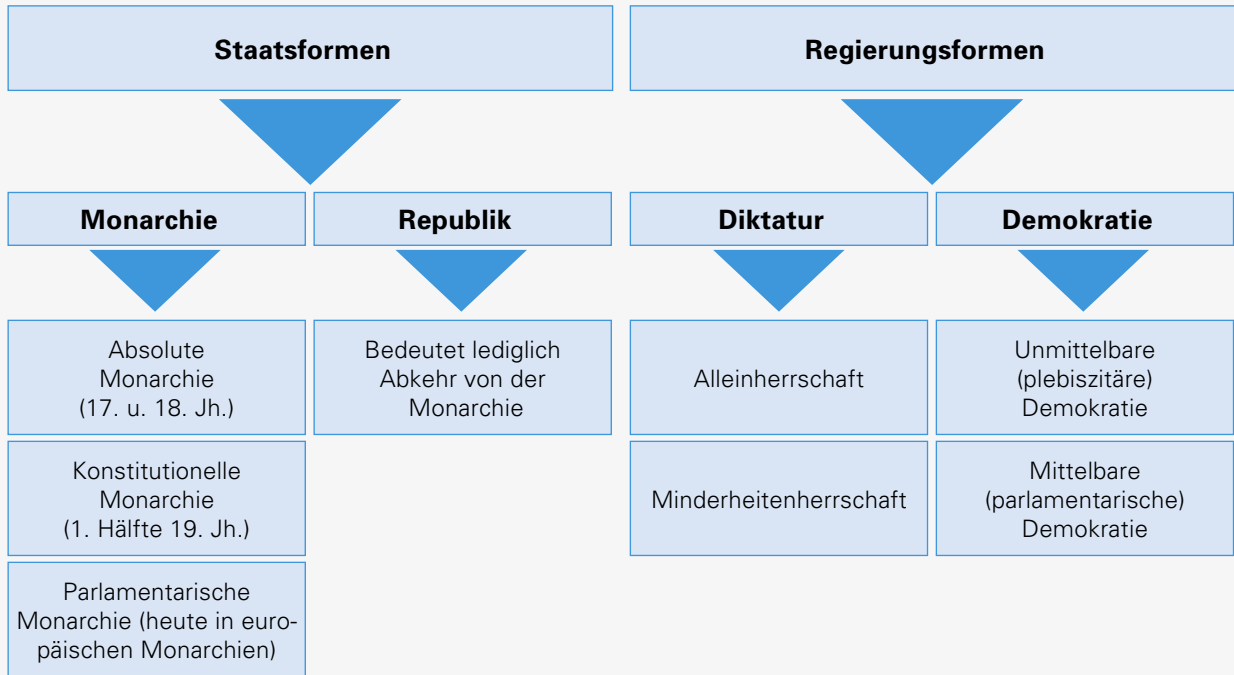 Staatsformen
Regierungsformen
Monarchie
Republik
Diktatur
Demokratie
Absolute
Monarchie
(17. u. 18. Jh.)
Bedeutet lediglich
Abkehr von der
Monarchie
Alleinherrschaft
Unmittelbare
(plebiszitäre)
Demokratie
Konstitutionelle
Monarchie
(1. Hälfte 19. Jh.)
Minderheitenherrschaft
Mittelbare
(parlamentarische)
Demokratie
Parlamentarische
Monarchie (heute in euro-
päischen Monarchien)